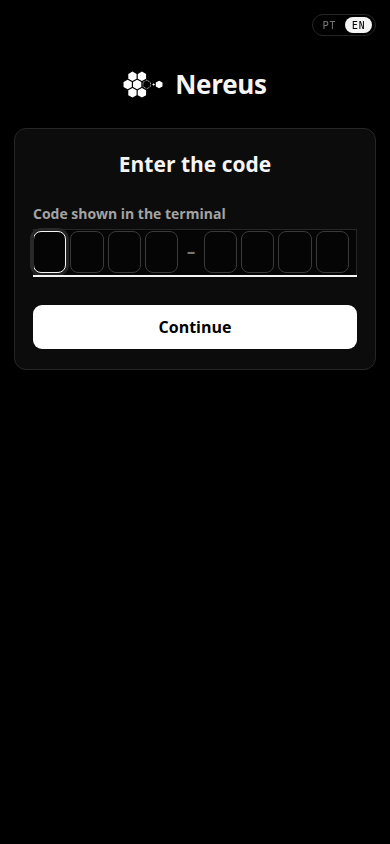 PT EN
Nereus
Enter the code
Code shown in the terminal
–
Continue